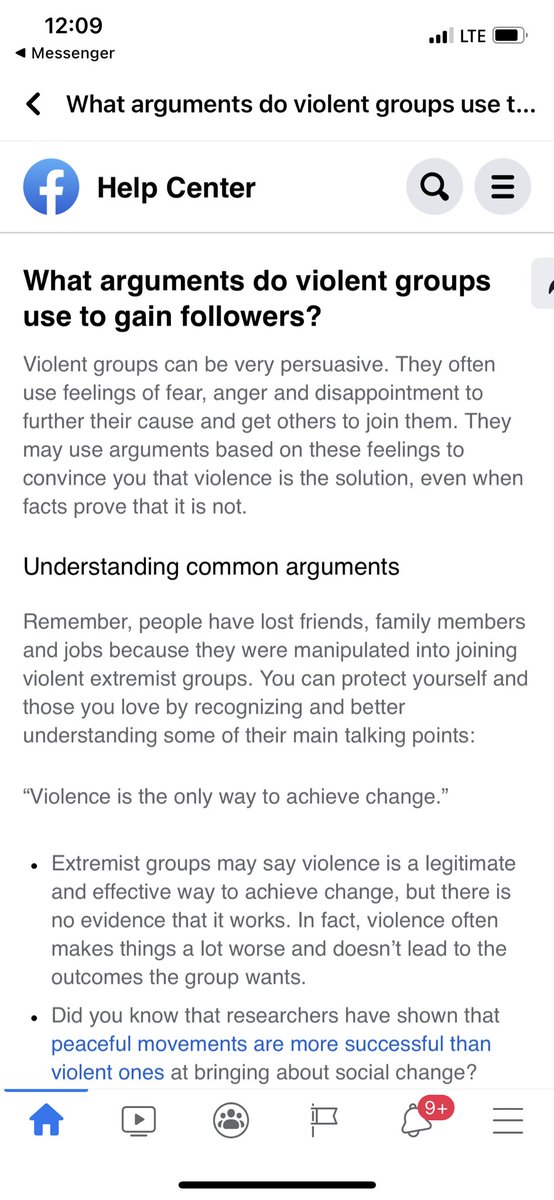 12:09
LTE
◀ Messenger
What arguments do violent groups use t...
Help Center
What arguments do violent groups
use to gain followers?
Violent groups can be very persuasive. They often
use feelings of fear, anger and disappointment to
further their cause and get others to join them. They
may use arguments based on these feelings to
convince you that violence is the solution, even when
facts prove that it is not.
Understanding common arguments
Remember, people have lost friends, family members
and jobs because they were manipulated into joining
violent extremist groups. You can protect yourself and
those you love by recognizing and better
understanding some of their main talking points:
“Violence is the only way to achieve change.”
• Extremist groups may say violence is a legitimate
and effective way to achieve change, but there is
no evidence that it works. In fact, violence often
makes things a lot worse and doesn’t lead to the
outcomes the group wants.
• Did you know that researchers have shown that
peaceful movements are more successful than
violent ones at bringing about social change?
9+